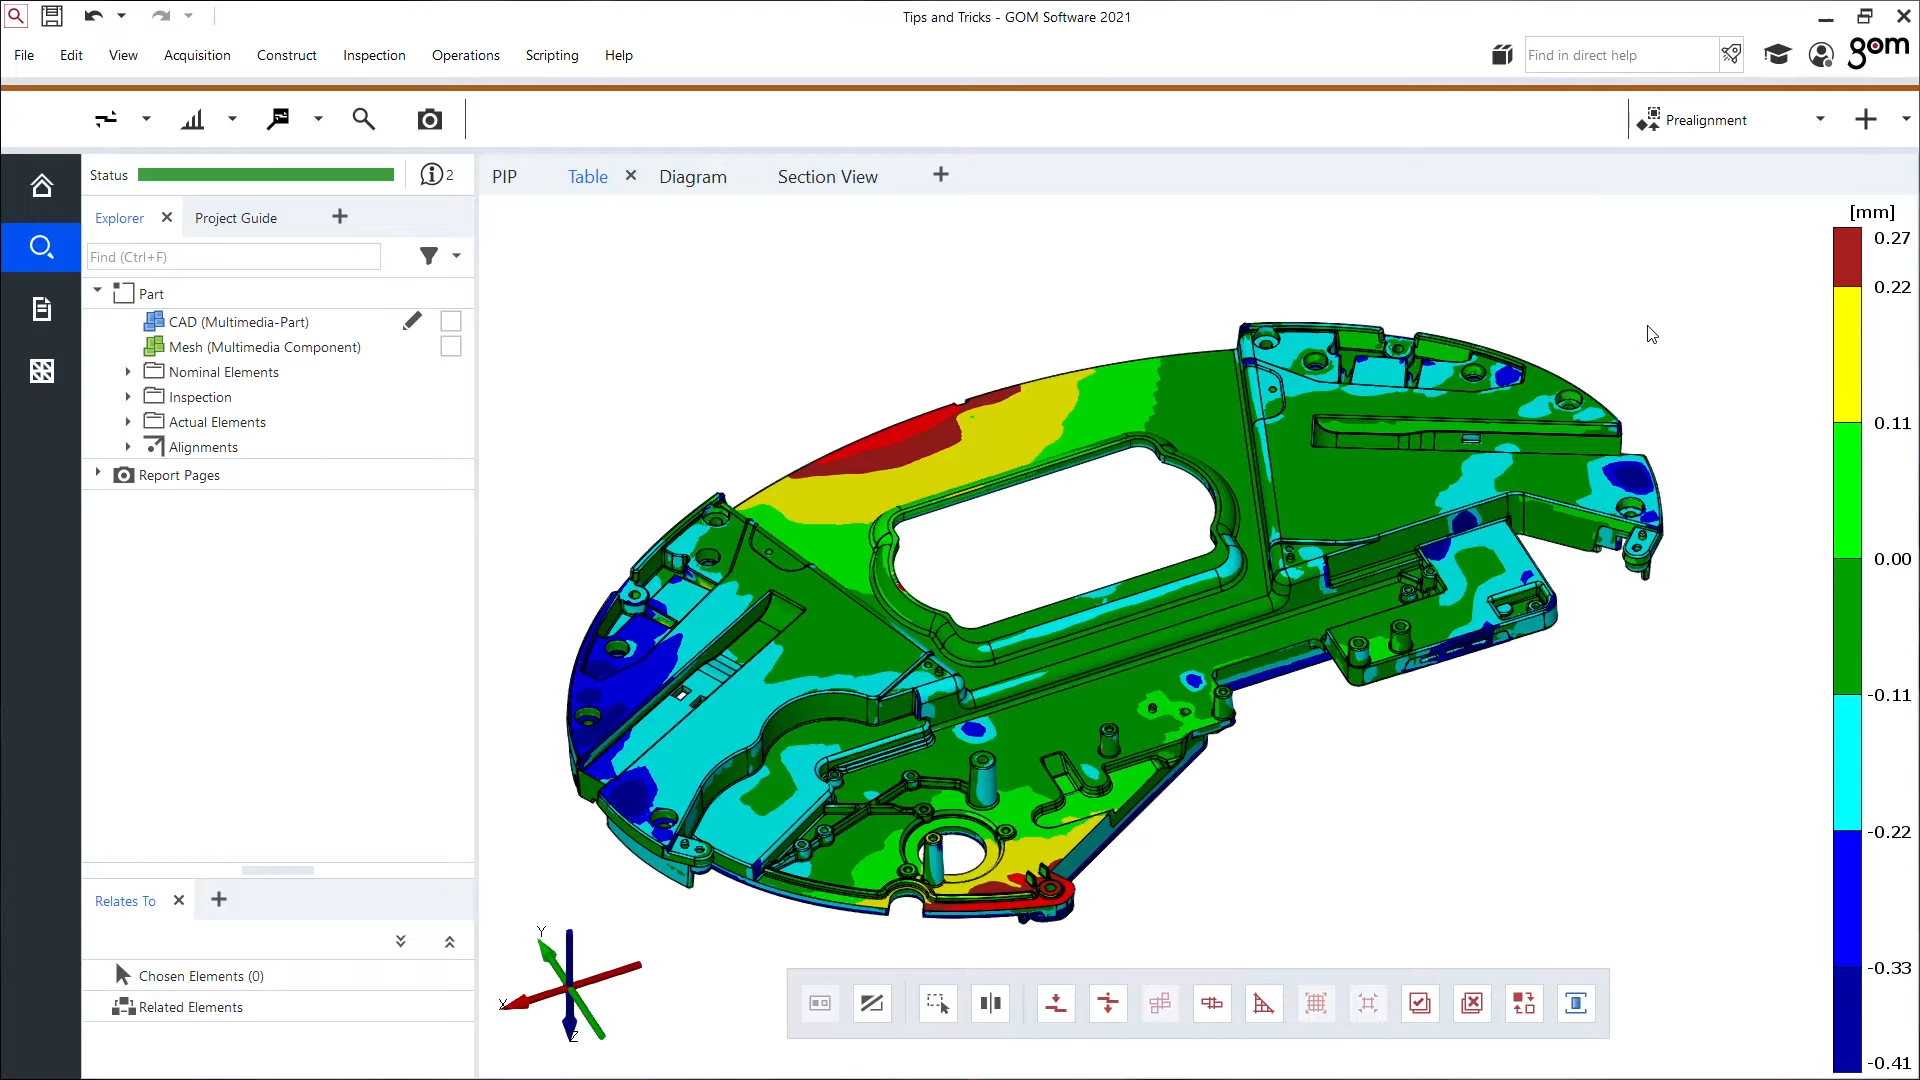 Tips and Tricks - GOM Software 2021
File Edit View Acquisition Construct Inspection Operations Scripting Help
Find in direct help
gom
Prealignment
Status
2
PIP Table Diagram Section View
Explorer Project Guide
Find (Ctrl+F)
Part
CAD (Multimedia-Part)
Mesh (Multimedia Component)
Nominal Elements
Inspection
Actual Elements
Alignments
Report Pages
Relates To
Chosen Elements (0)
Related Elements
[mm]
0.27
0.22
0.11
0.00
-0.11
-0.22
-0.33
-0.41
Y
X
Z